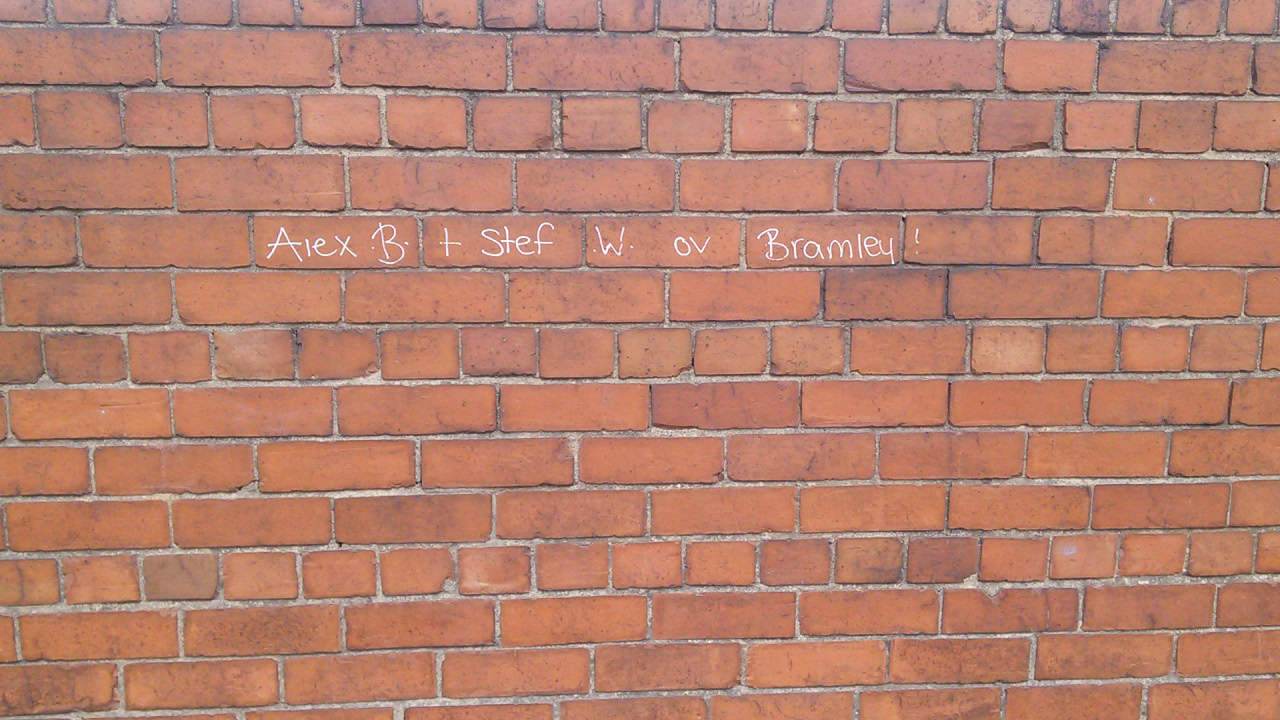 Alex .B. + Stef W. ov Bramley!